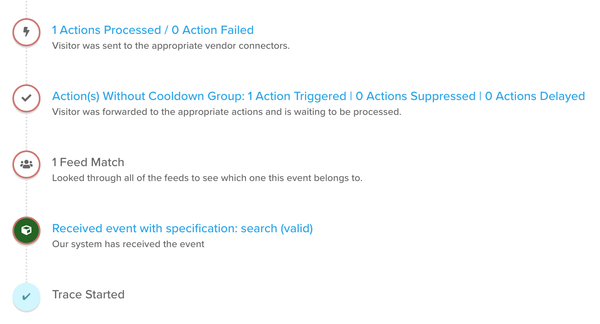 1 Actions Processed / 0 Action Failed
Visitor was sent to the appropriate vendor connectors.
Action(s) Without Cooldown Group: 1 Action Triggered | 0 Actions Suppressed | 0 Actions Delayed
Visitor was forwarded to the appropriate actions and is waiting to be processed.
1 Feed Match
Looked through all of the feeds to see which one this event belongs to.
Received event with specification: search (valid)
Our system has received the event
Trace Started